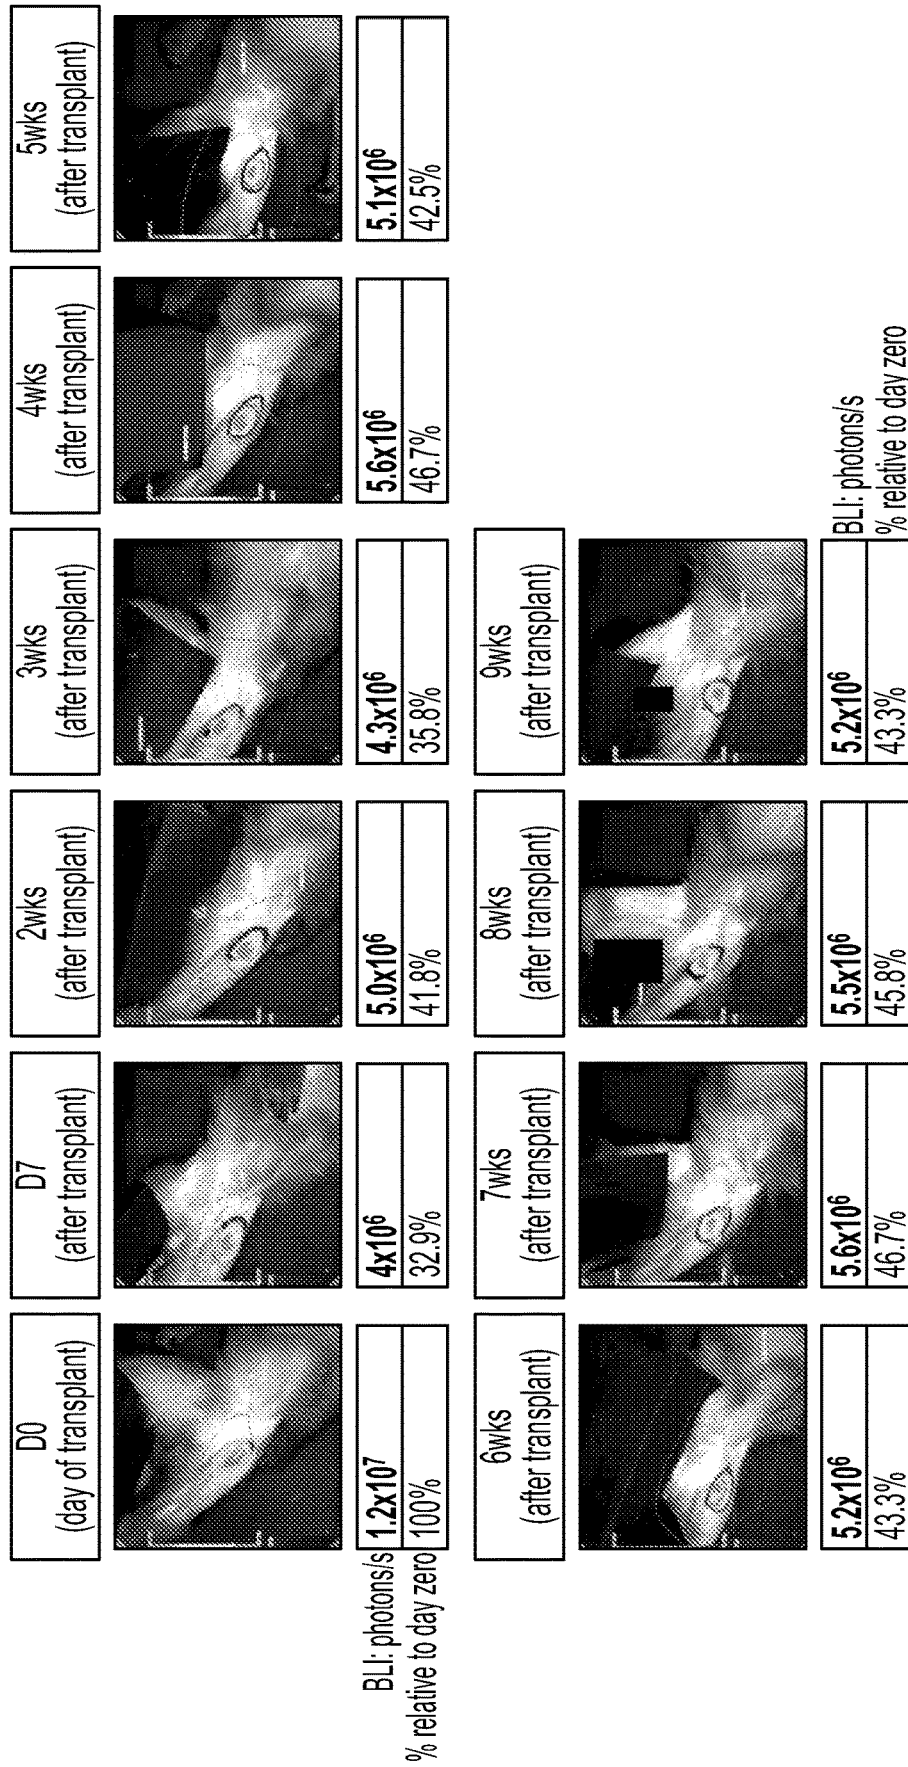 D0
(day of transplant)
D7
(after transplant)
2wks
(after transplant)
3wks
(after transplant)
4wks
(after transplant)
5wks
(after transplant)
BLI: photons/s
1.2x10⁷
4x10⁶
5.0x10⁶
4.3x10⁶
5.6x10⁶
5.1x10⁶
% relative to day zero
100%
32.9%
41.8%
35.8%
46.7%
42.5%
6wks
(after transplant)
7wks
(after transplant)
8wks
(after transplant)
9wks
(after transplant)
5.2x10⁶
5.6x10⁶
5.5x10⁶
5.2x10⁶
BLI: photons/s
43.3%
46.7%
45.8%
43.3%
% relative to day zero